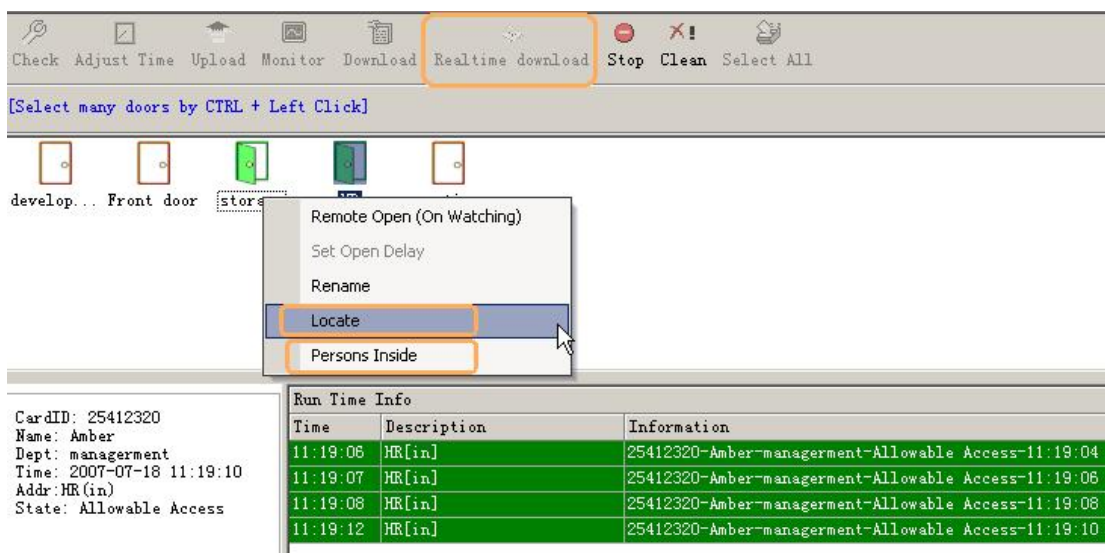 Check Adjust Time Upload Monitor Download Realtime download Stop Clean Select All
[Select many doors by CTRL + Left Click]
develop... Front door
Remote Open (On Watching)
Set Open Delay
Rename
Locate
Persons Inside
CardID: 25412320
Name: Amber
Dept: managerment
Time: 2007-07-18 11:19:10
Addr:HR(in)
State: Allowable Access
Run Time Info
Time Description Information
11:19:06 HR[in] 25412320-Amber-managerment-Allowable Access-11:19:04
11:19:07 HR[in] 25412320-Amber-managerment-Allowable Access-11:19:06
11:19:08 HR[in] 25412320-Amber-managerment-Allowable Access-11:19:08
11:19:12 HR[in] 25412320-Amber-managerment-Allowable Access-11:19:10